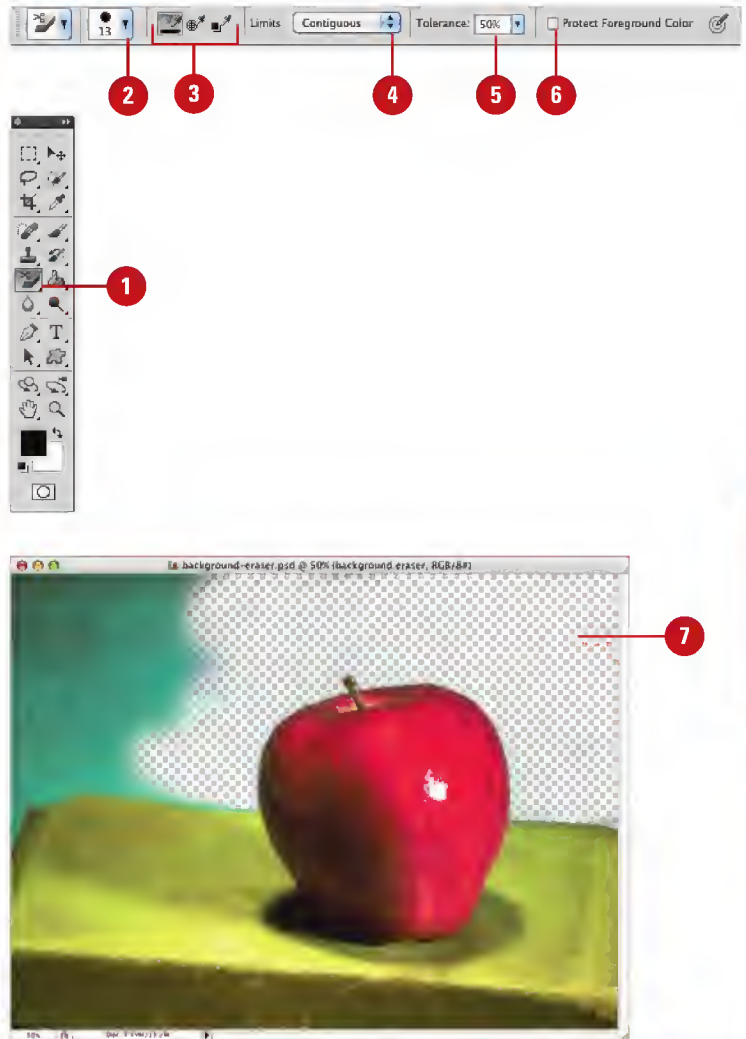 13
Limits
Contiguous
Tolerance: 50%
Protect Foreground Color
2
3
4
5
6
1
T
background-eraser.psd @ 50% (background eraser, RGB/8#)
7
50%